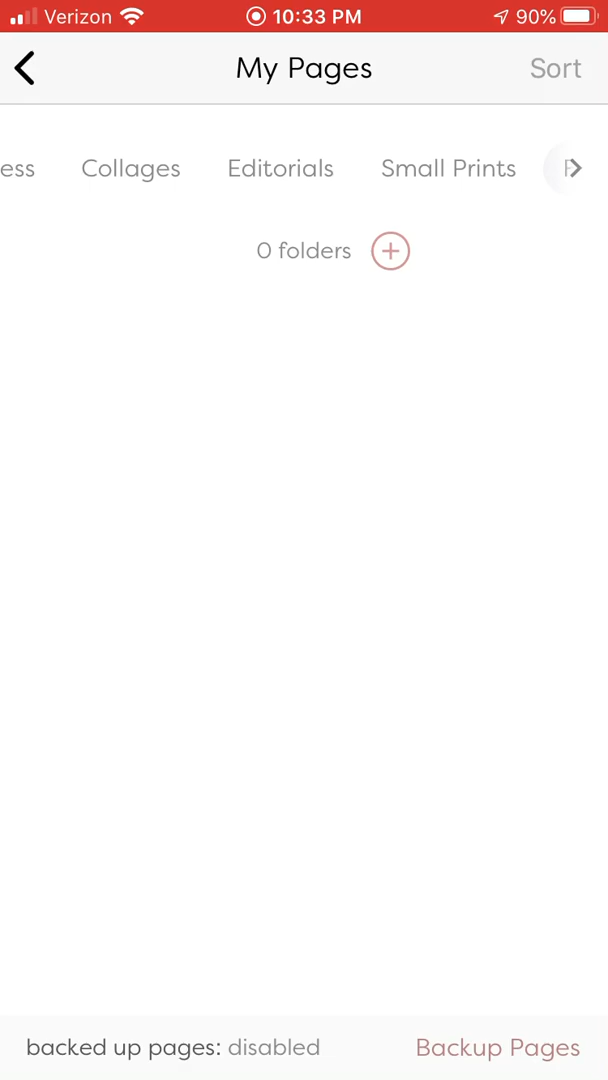 Verizon 10:33 PM 90%
My Pages Sort
ess Collages Editorials Small Prints
0 folders
backed up pages: disabled Backup Pages